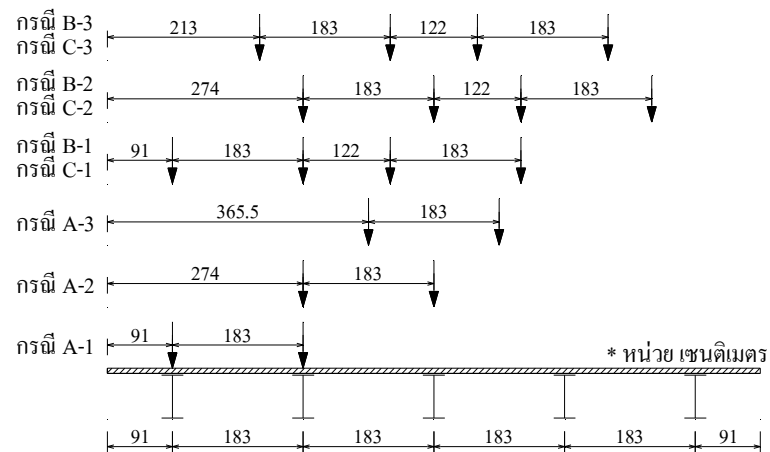 กรณี B-3
กรณี C-3
213 183 122 183
กรณี B-2
กรณี C-2
274 183 122 183
กรณี B-1
กรณี C-1
91 183 122 183
กรณี A-3
365.5 183
กรณี A-2
274 183
กรณี A-1
91 183
* หน่วย เซนติเมตร
91 183 183 183 183 91